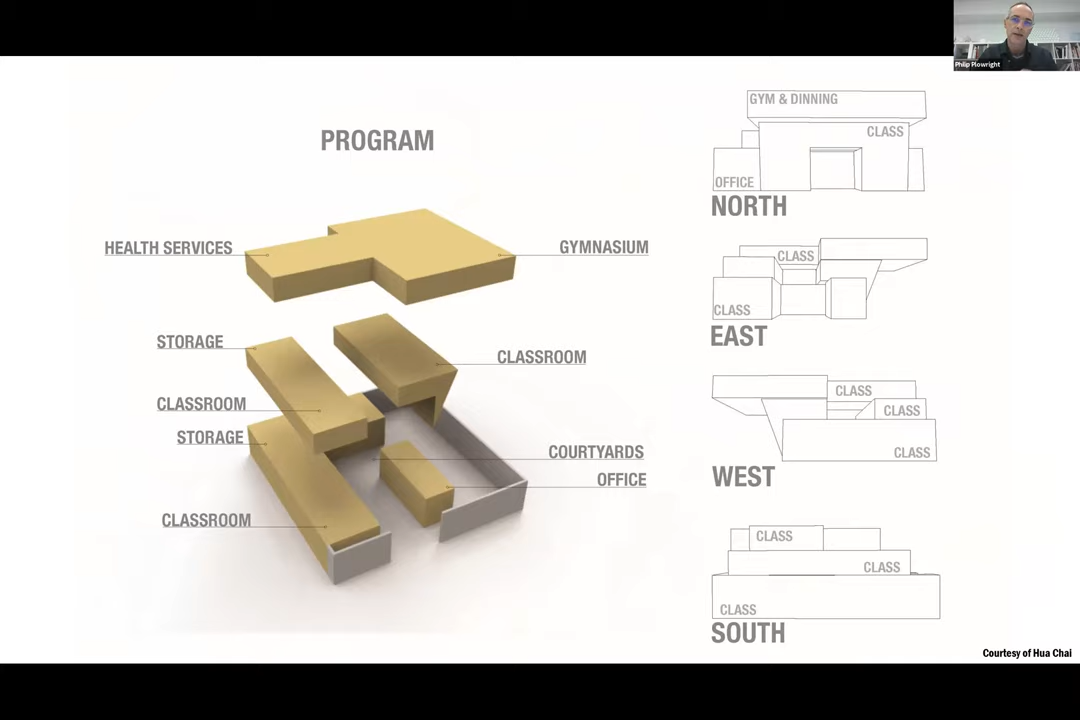 Philip Plowright
PROGRAM
HEALTH SERVICES
GYMNASIUM
STORAGE
CLASSROOM
CLASSROOM
STORAGE
COURTYARDS
OFFICE
CLASSROOM
GYM & DINNING
CLASS
OFFICE
NORTH
CLASS
CLASS
EAST
CLASS
CLASS
CLASS
WEST
CLASS
CLASS
CLASS
SOUTH
Courtesy of Hua Chai